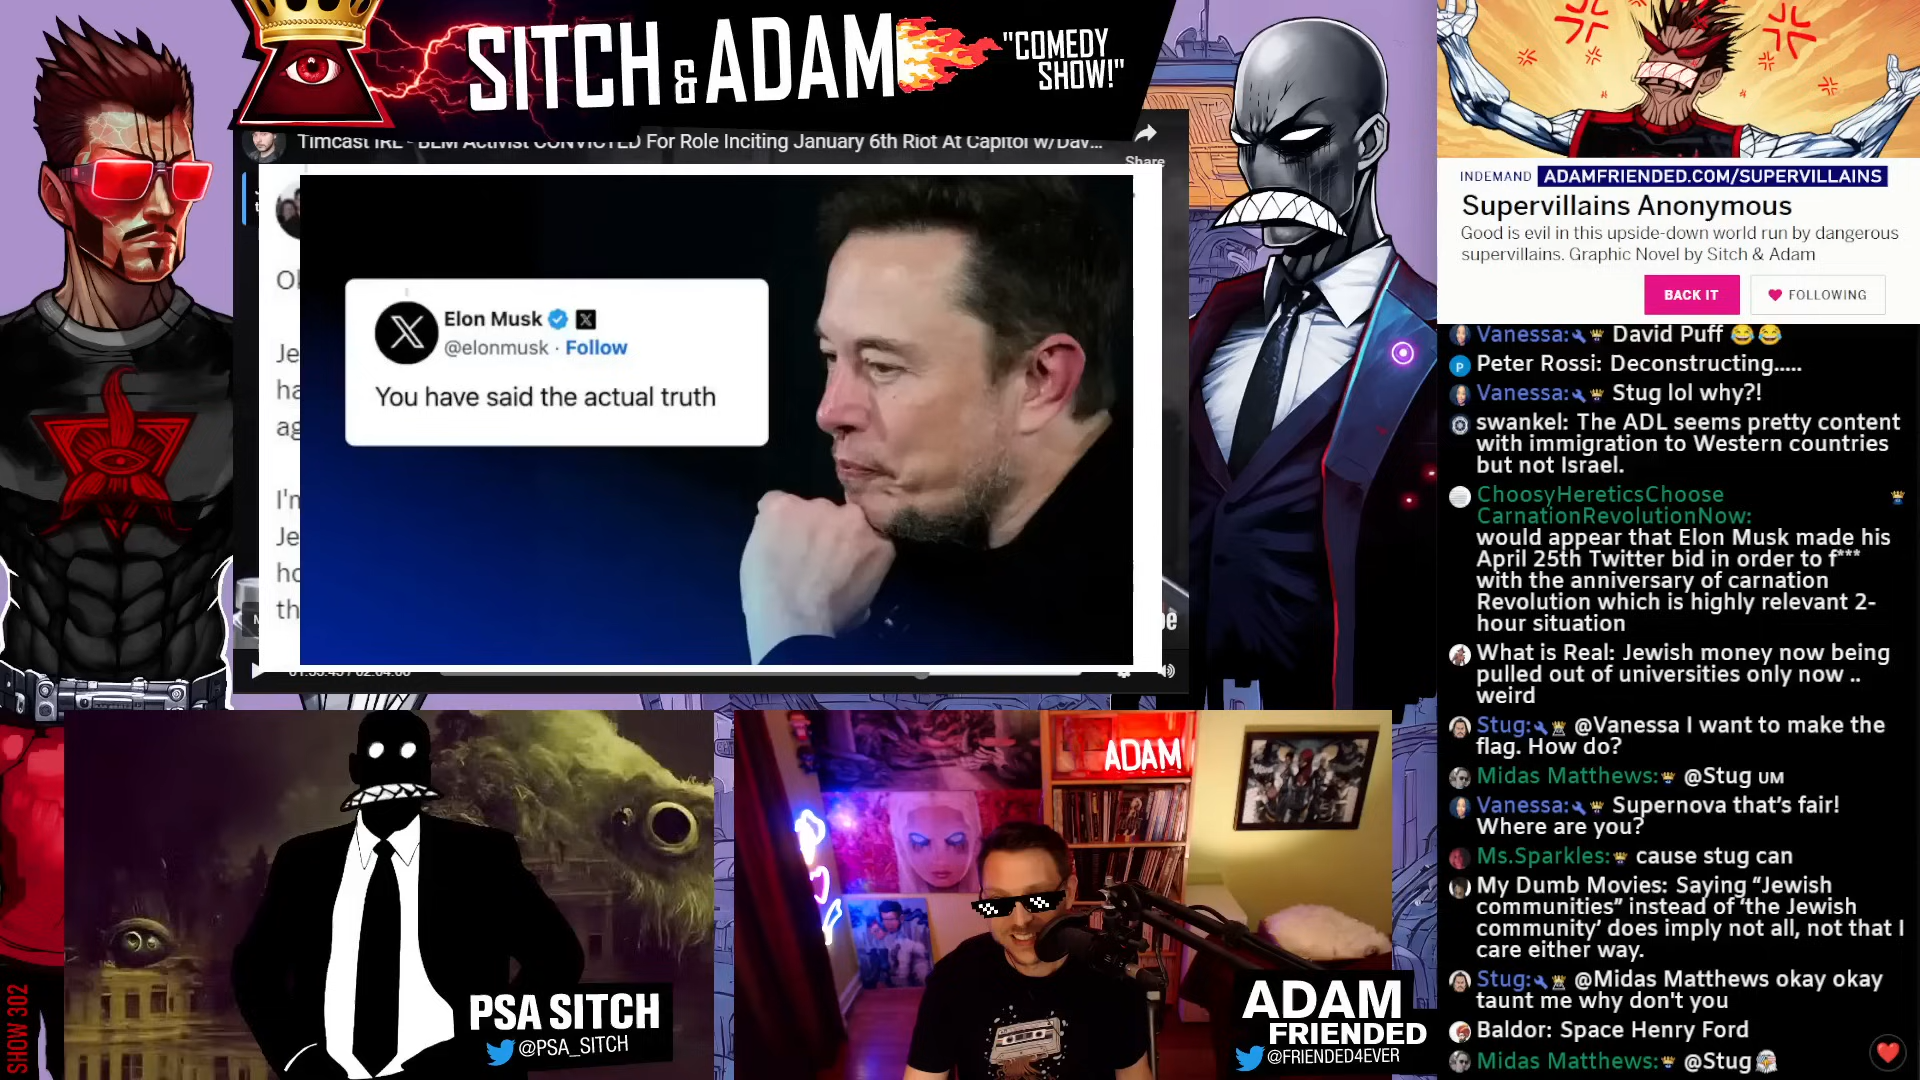 SITCH & ADAM
"COMEDY
SHOW!"
Timcast IRL - BLM Activist CONVICTED For Role Inciting January 6th Riot At Capitol w/Dav...
Share
Elon Musk
@elonmusk · Follow
You have said the actual truth
Je
ha
ag
I'm
Je
ho
th
INDEMAND ADAMFRIENDED.COM/SUPERVILLAINS
Supervillains Anonymous
Good is evil in this upside-down world run by dangerous
supervillains. Graphic Novel by Sitch & Adam
BACK IT
FOLLOWING
Vanessa: David Puff 😂😂
P Peter Rossi: Deconstructing.....
Vanessa: Stug lol why?!
swankel: The ADL seems pretty content
with immigration to Western countries
but not Israel.
ChoosyHereticsChoose
CarnationRevolutionNow:
would appear that Elon Musk made his
April 25th Twitter bid in order to f***
with the anniversary of carnation
Revolution which is highly relevant 2-
hour situation
What is Real: Jewish money now being
pulled out of universities only now ..
weird
Stug: @Vanessa I want to make the
flag. How do?
Midas Matthews: @Stug UM
Vanessa: Supernova that's fair!
Where are you?
Ms.Sparkles: cause stug can
My Dumb Movies: Saying "Jewish
communities" instead of 'the Jewish
community' does imply not all, not that I
care either way.
Stug: @Midas Matthews okay okay
taunt me why don't you
Baldor: Space Henry Ford
Midas Matthews: @Stug
ADAM
PSA SITCH
@PSA_SITCH
ADAM
FRIENDED
@FRIENDED4EVER
SHOW 302